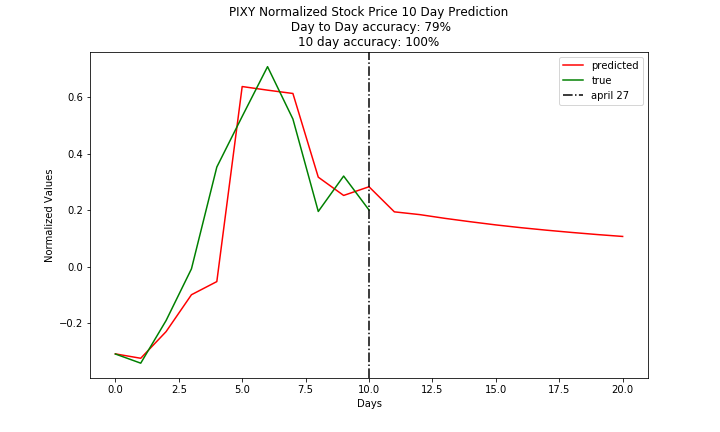 PIXY Normalized Stock Price 10 Day Prediction
Day to Day accuracy: 79%
10 day accuracy: 100%
predicted
true
april 27
0.6
0.4
0.2
0.0
−0.2
Normalized Values
0.0 2.5 5.0 7.5 10.0 12.5 15.0 17.5 20.0
Days